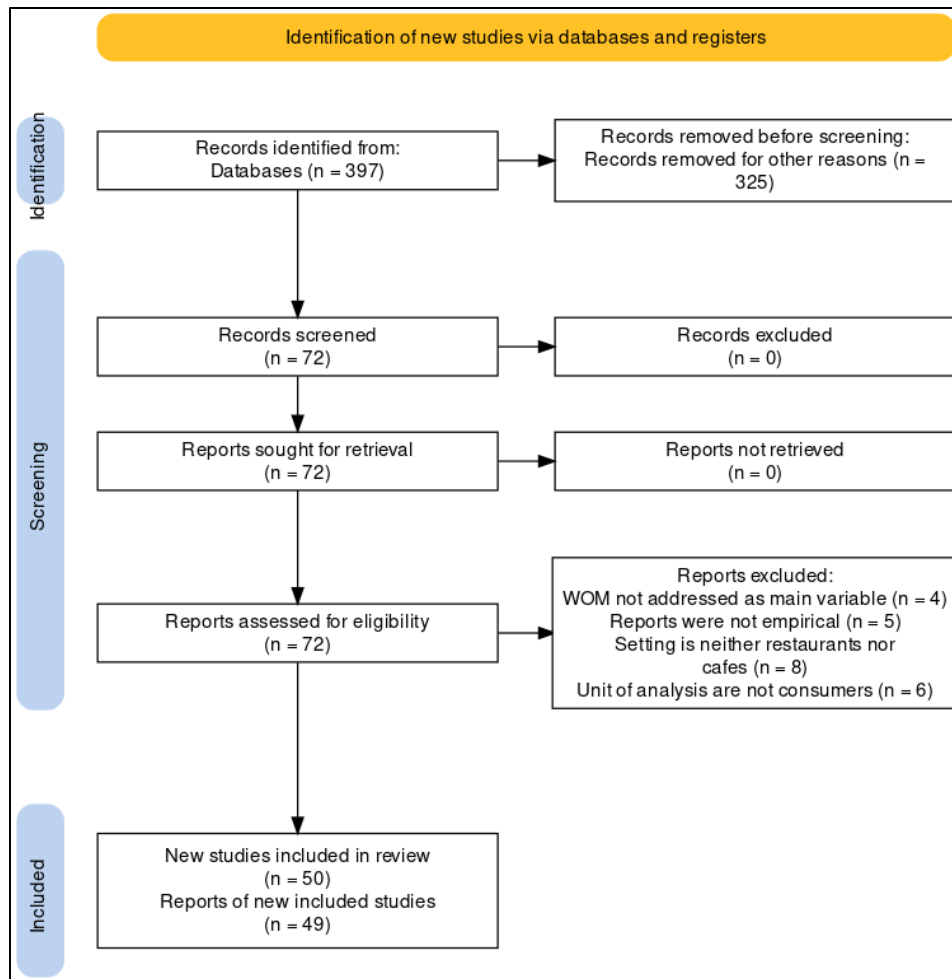 Identification of new studies via databases and registers
Identification
Records identified from:
Databases (n = 397)
Records removed before screening:
Records removed for other reasons (n =
325)
Screening
Records screened
(n = 72)
Records excluded
(n = 0)
Reports sought for retrieval
(n = 72)
Reports not retrieved
(n = 0)
Reports assessed for eligibility
(n = 72)
Reports excluded:
WOM not addressed as main variable (n = 4)
Reports were not empirical (n = 5)
Setting is neither restaurants nor
cafes (n = 8)
Unit of analysis are not consumers (n = 6)
Included
New studies included in review
(n = 50)
Reports of new included studies
(n = 49)